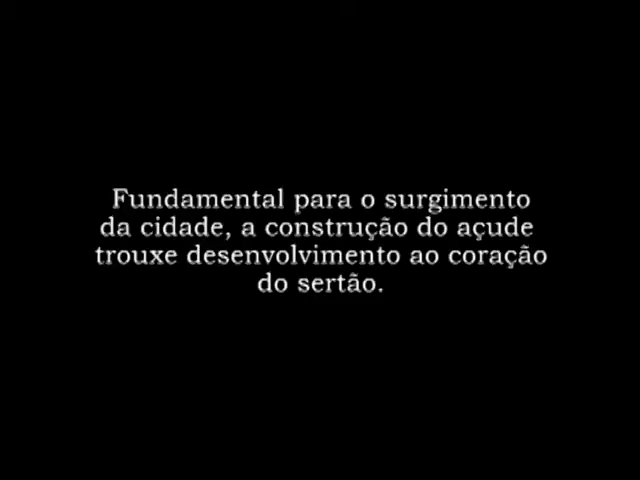 Fundamental para o surgimento
da cidade, a construção do açude
trouxe desenvolvimento ao coração
do sertão.